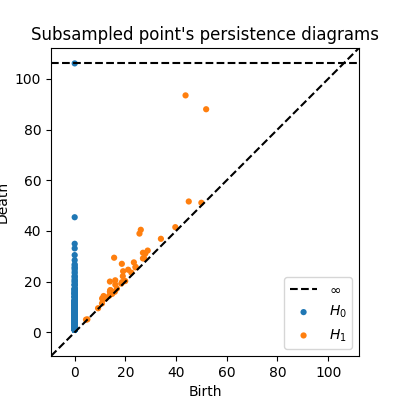 Subsampled point's persistence diagrams
100
80
60
40
20
0
Death
∞
H₀
H₁
0 20 40 60 80 100
Birth